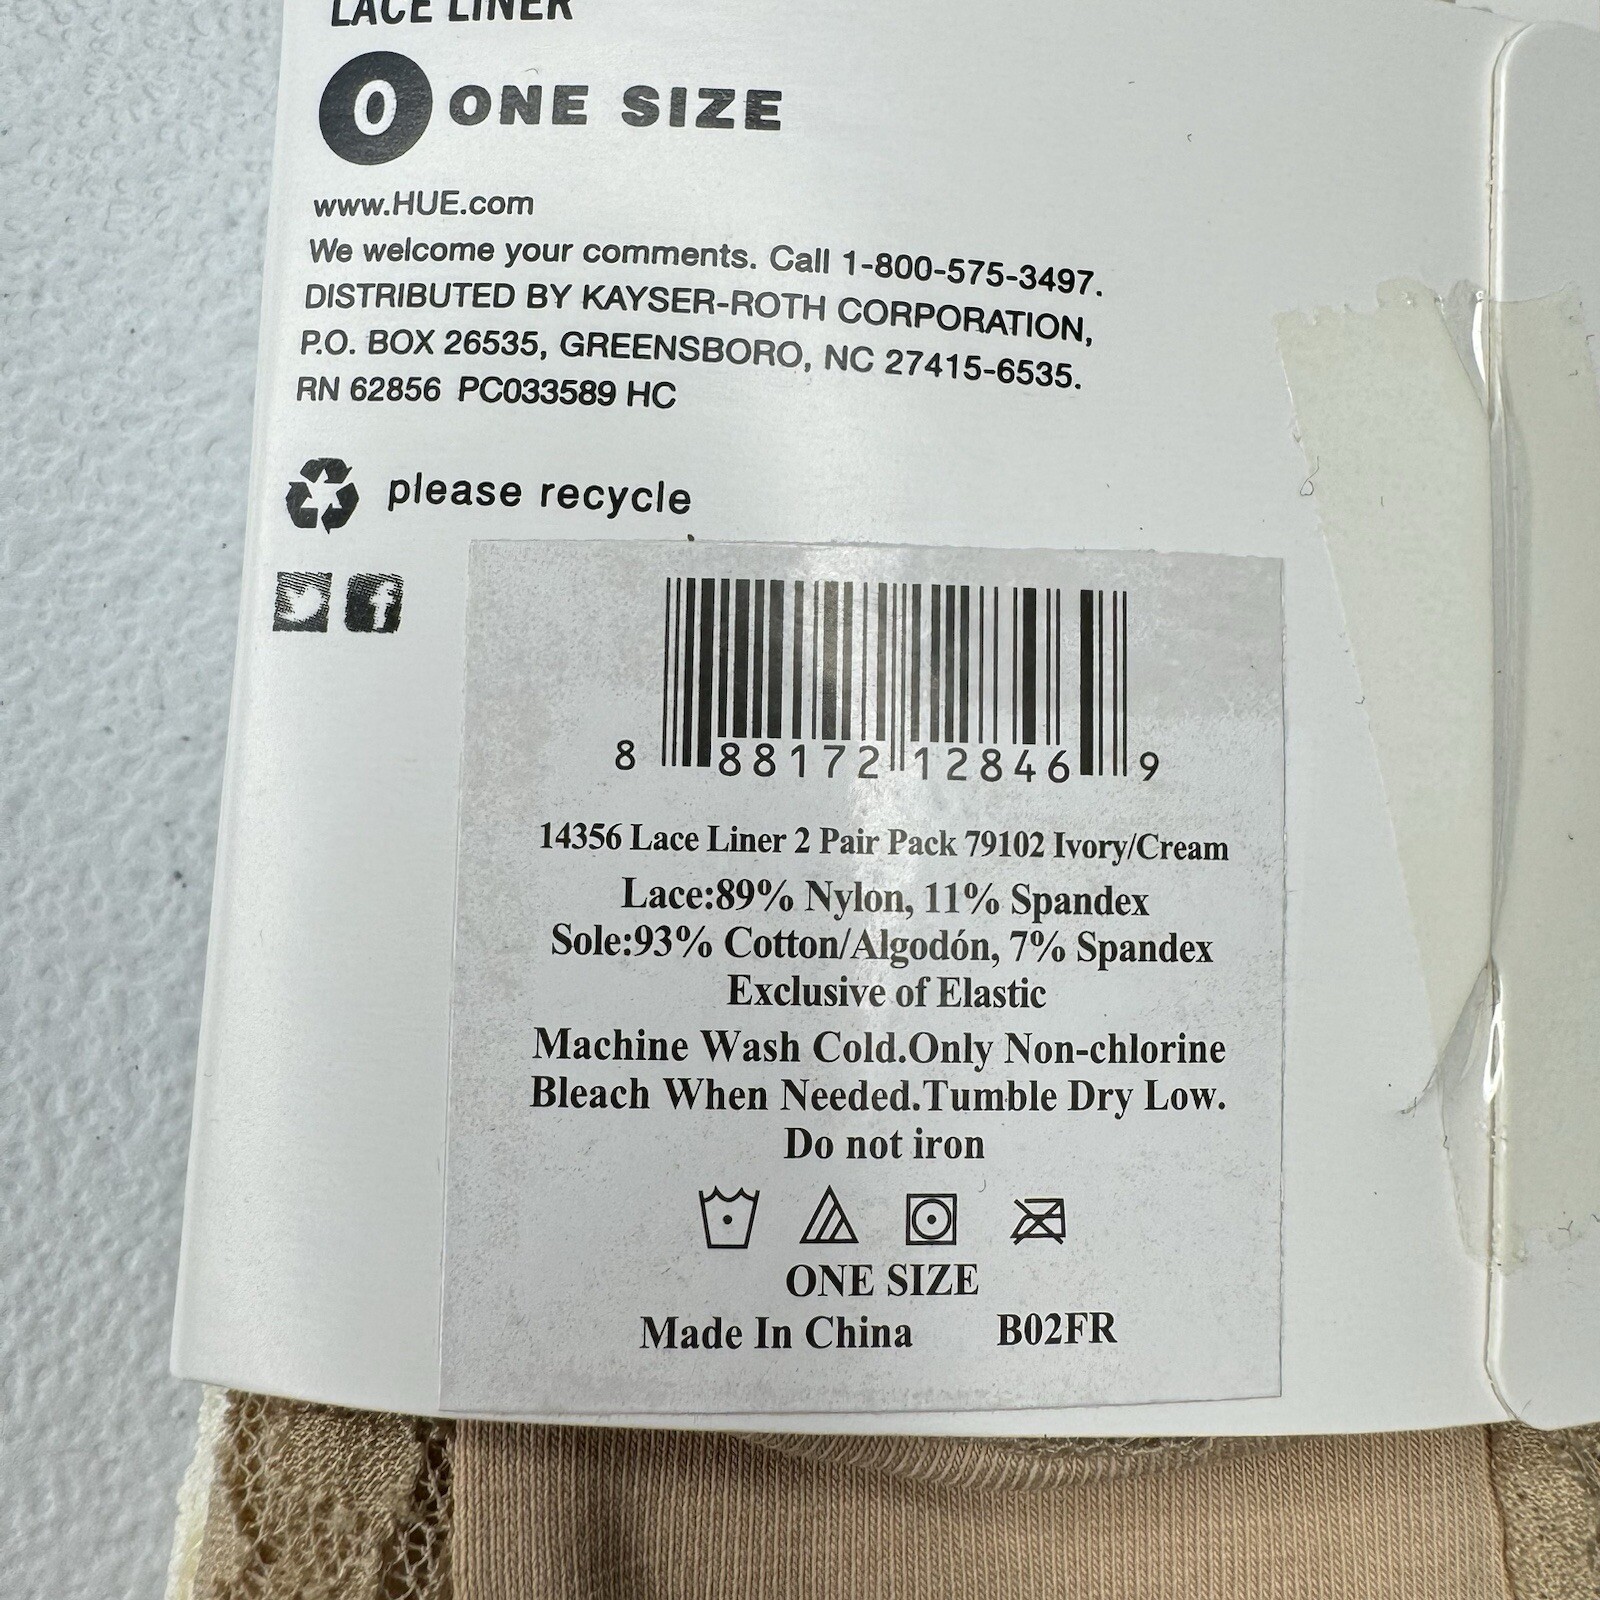 LACE LINER
O ONE SIZE
www.HUE.com
We welcome your comments. Call 1-800-575-3497.
DISTRIBUTED BY KAYSER-ROTH CORPORATION,
P.O. BOX 26535, GREENSBORO, NC 27415-6535.
RN 62856 PC033589 HC
please recycle
f
8 88172 12846 9
14356 Lace Liner 2 Pair Pack 79102 Ivory/Cream
Lace:89% Nylon, 11% Spandex
Sole:93% Cotton/Algodón, 7% Spandex
Exclusive of Elastic
Machine Wash Cold.Only Non-chlorine
Bleach When Needed.Tumble Dry Low.
Do not iron
ONE SIZE
Made In China B02FR